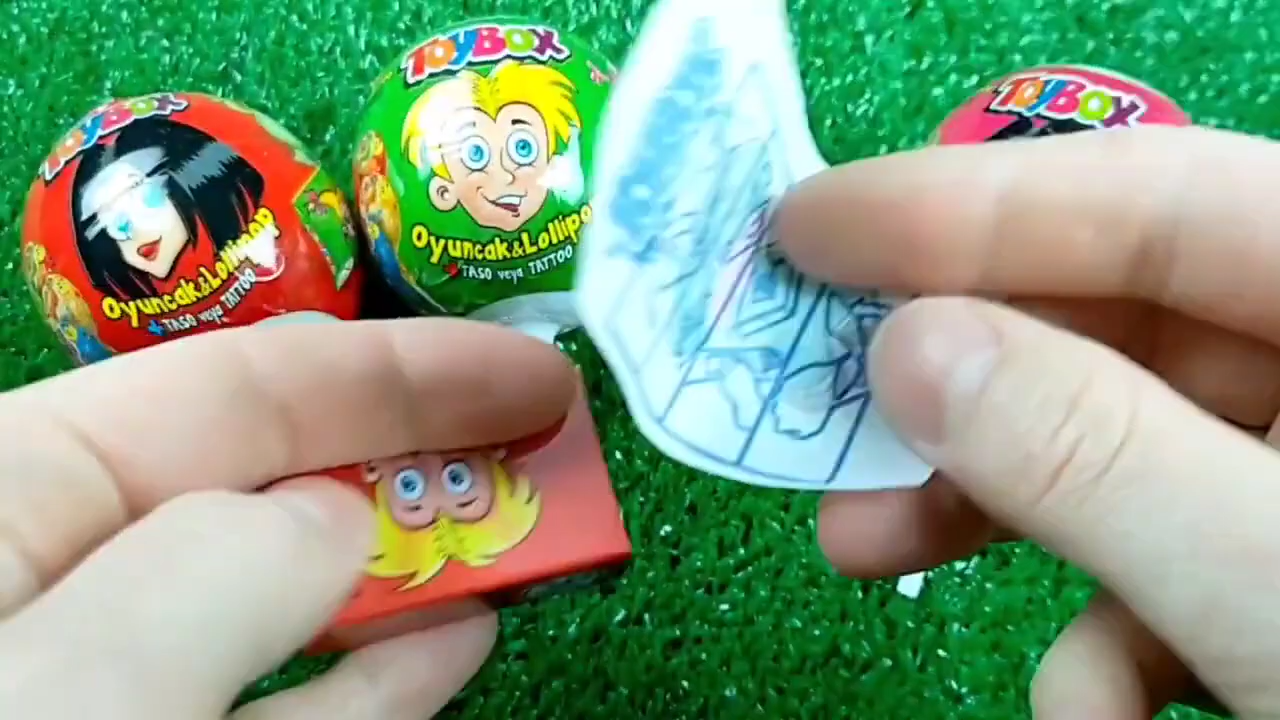 TOYBOX
Oyuncak&Lollipop
+ TASO veya TATTOO
TOYBOX
Oyuncak&Lollipo
+ TASO veya TATTOO
TOYBOX